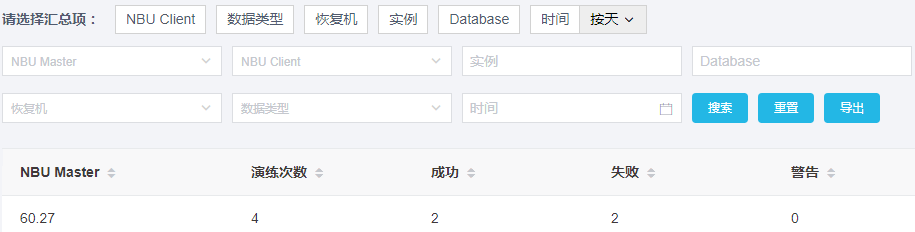 请选择汇总项： NBU Client 数据类型 恢复机 实例 Database 时间 按天
NBU Master NBU Client 实例 Database
恢复机 数据类型 时间 搜索 重置 导出
NBU Master 演练次数 成功 失败 警告
60.27 4 2 2 0